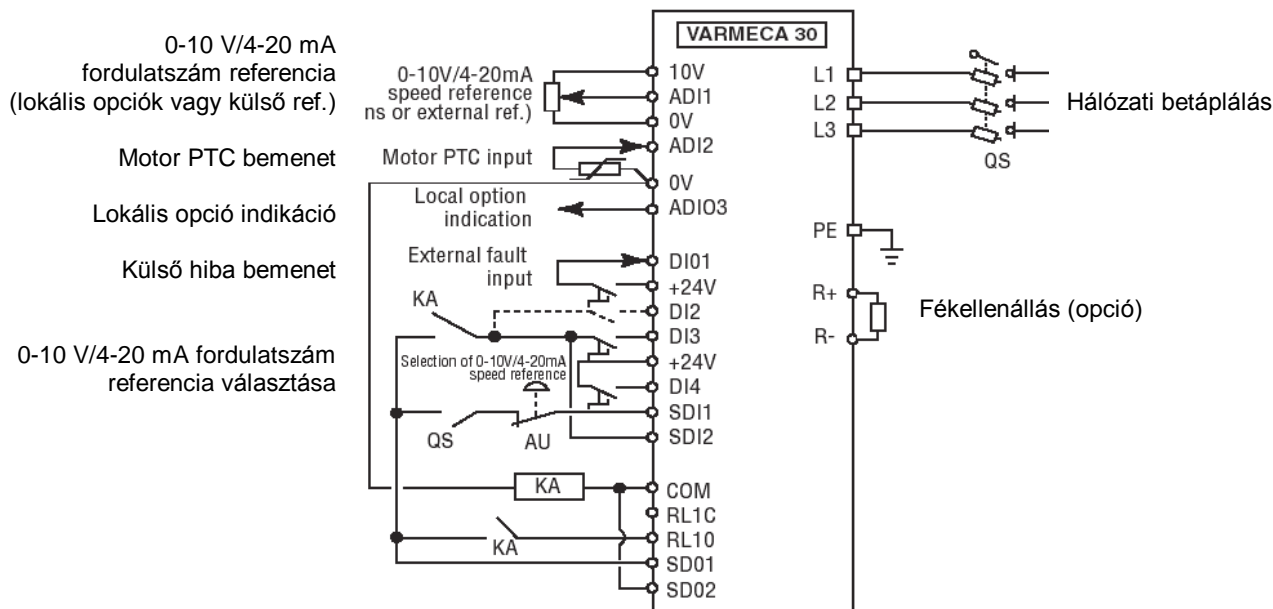 VARMECA 30
0-10 V/4-20 mA
fordulatszám referencia
(lokális opciók vagy külső ref.)
Motor PTC bemenet
Lokális opció indikáció
Külső hiba bemenet
0-10 V/4-20 mA fordulatszám
referencia választása
0-10V/4-20mA
speed reference
ns or external ref.)
Motor PTC input
Local option
indication
External fault
input
KA
Selection of 0-10V/4-20mA
speed reference
QS
AU
KA
KA
10V
ADI1
0V
ADI2
0V
ADIO3
DI01
+24V
DI2
DI3
+24V
DI4
SDI1
SDI2
COM
RL1C
RL10
SD01
SD02
L1
L2
L3
PE
R+
R-
QS
Hálózati betáplálás
Fékellenállás (opció)